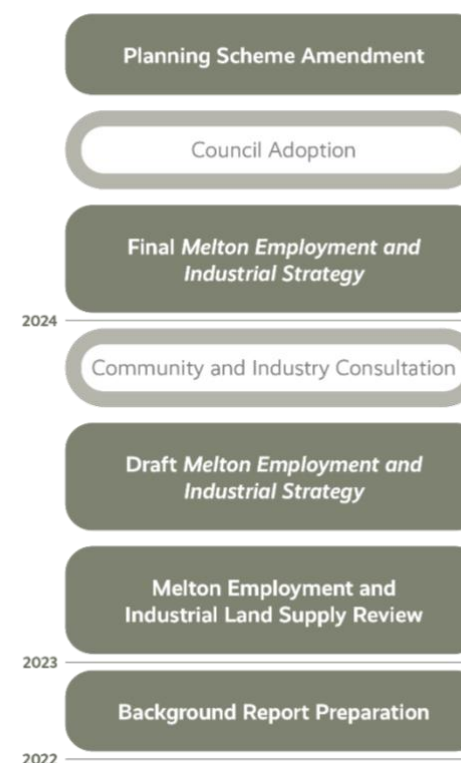 Planning Scheme Amendment
Council Adoption
Final Melton Employment and
Industrial Strategy
2024
Community and Industry Consultation
Draft Melton Employment and
Industrial Strategy
Melton Employment and
Industrial Land Supply Review
2023
Background Report Preparation
2022